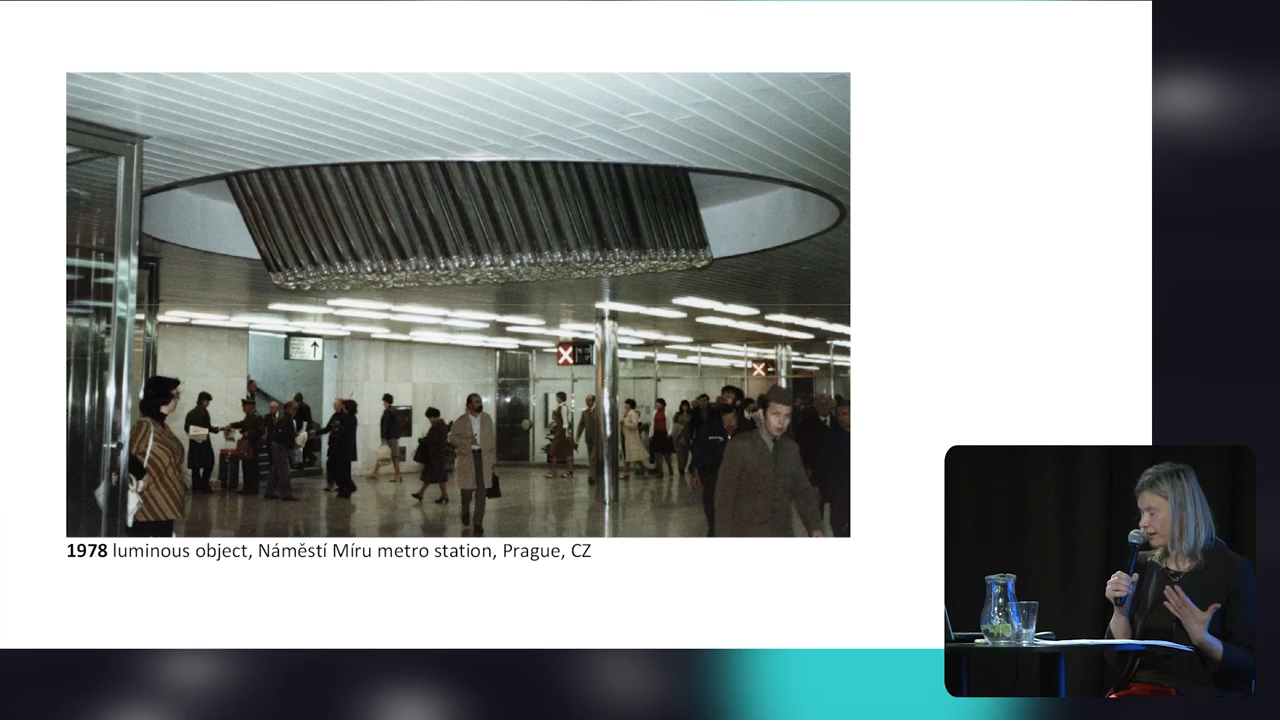 1978 luminous object, Náměstí Míru metro station, Prague, CZ